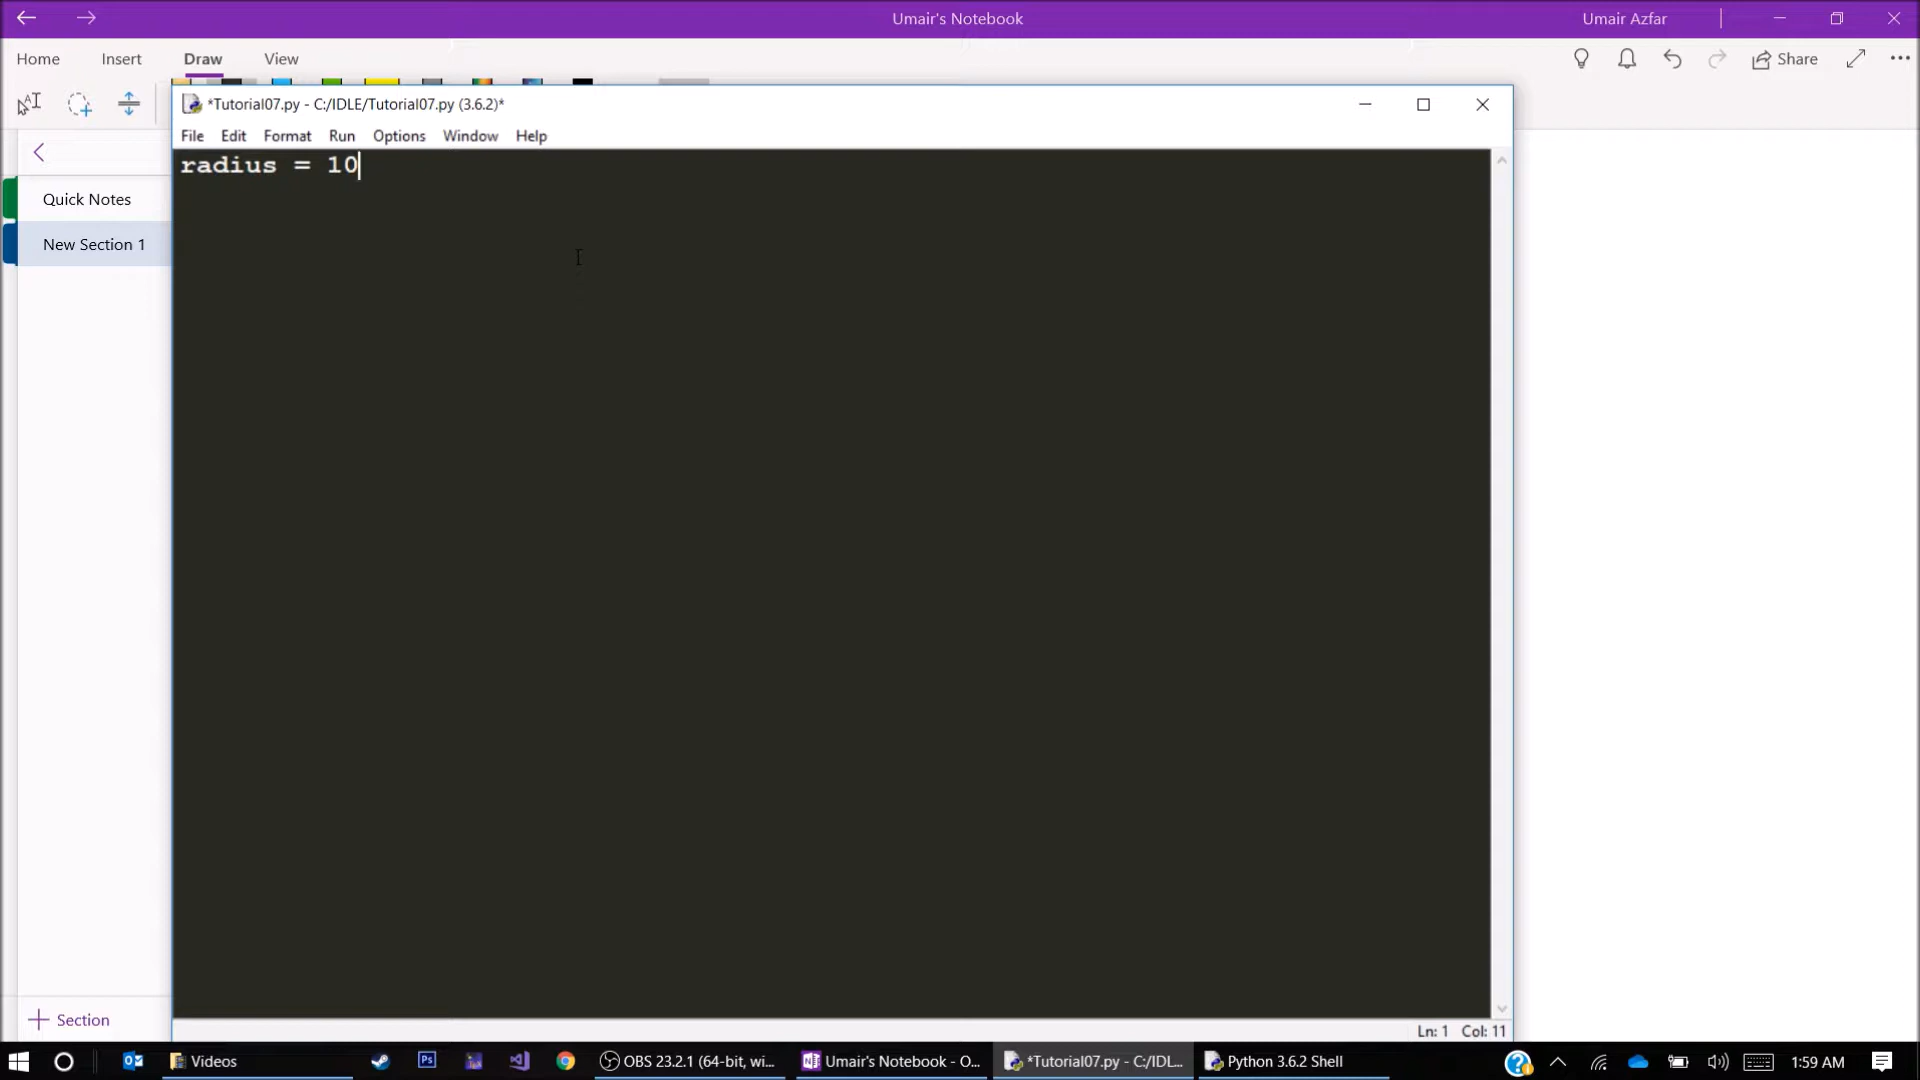 Umair's Notebook
Umair Azfar
Home Insert Draw View
Share
*Tutorial07.py - C:/IDLE/Tutorial07.py (3.6.2)*
File Edit Format Run Options Window Help
radius = 10
Quick Notes
New Section 1
Section
Ln: 1 Col: 11
Videos
OBS 23.2.1 (64-bit, wi...
Umair's Notebook - O...
*Tutorial07.py - C:/IDL...
Python 3.6.2 Shell
1:59 AM